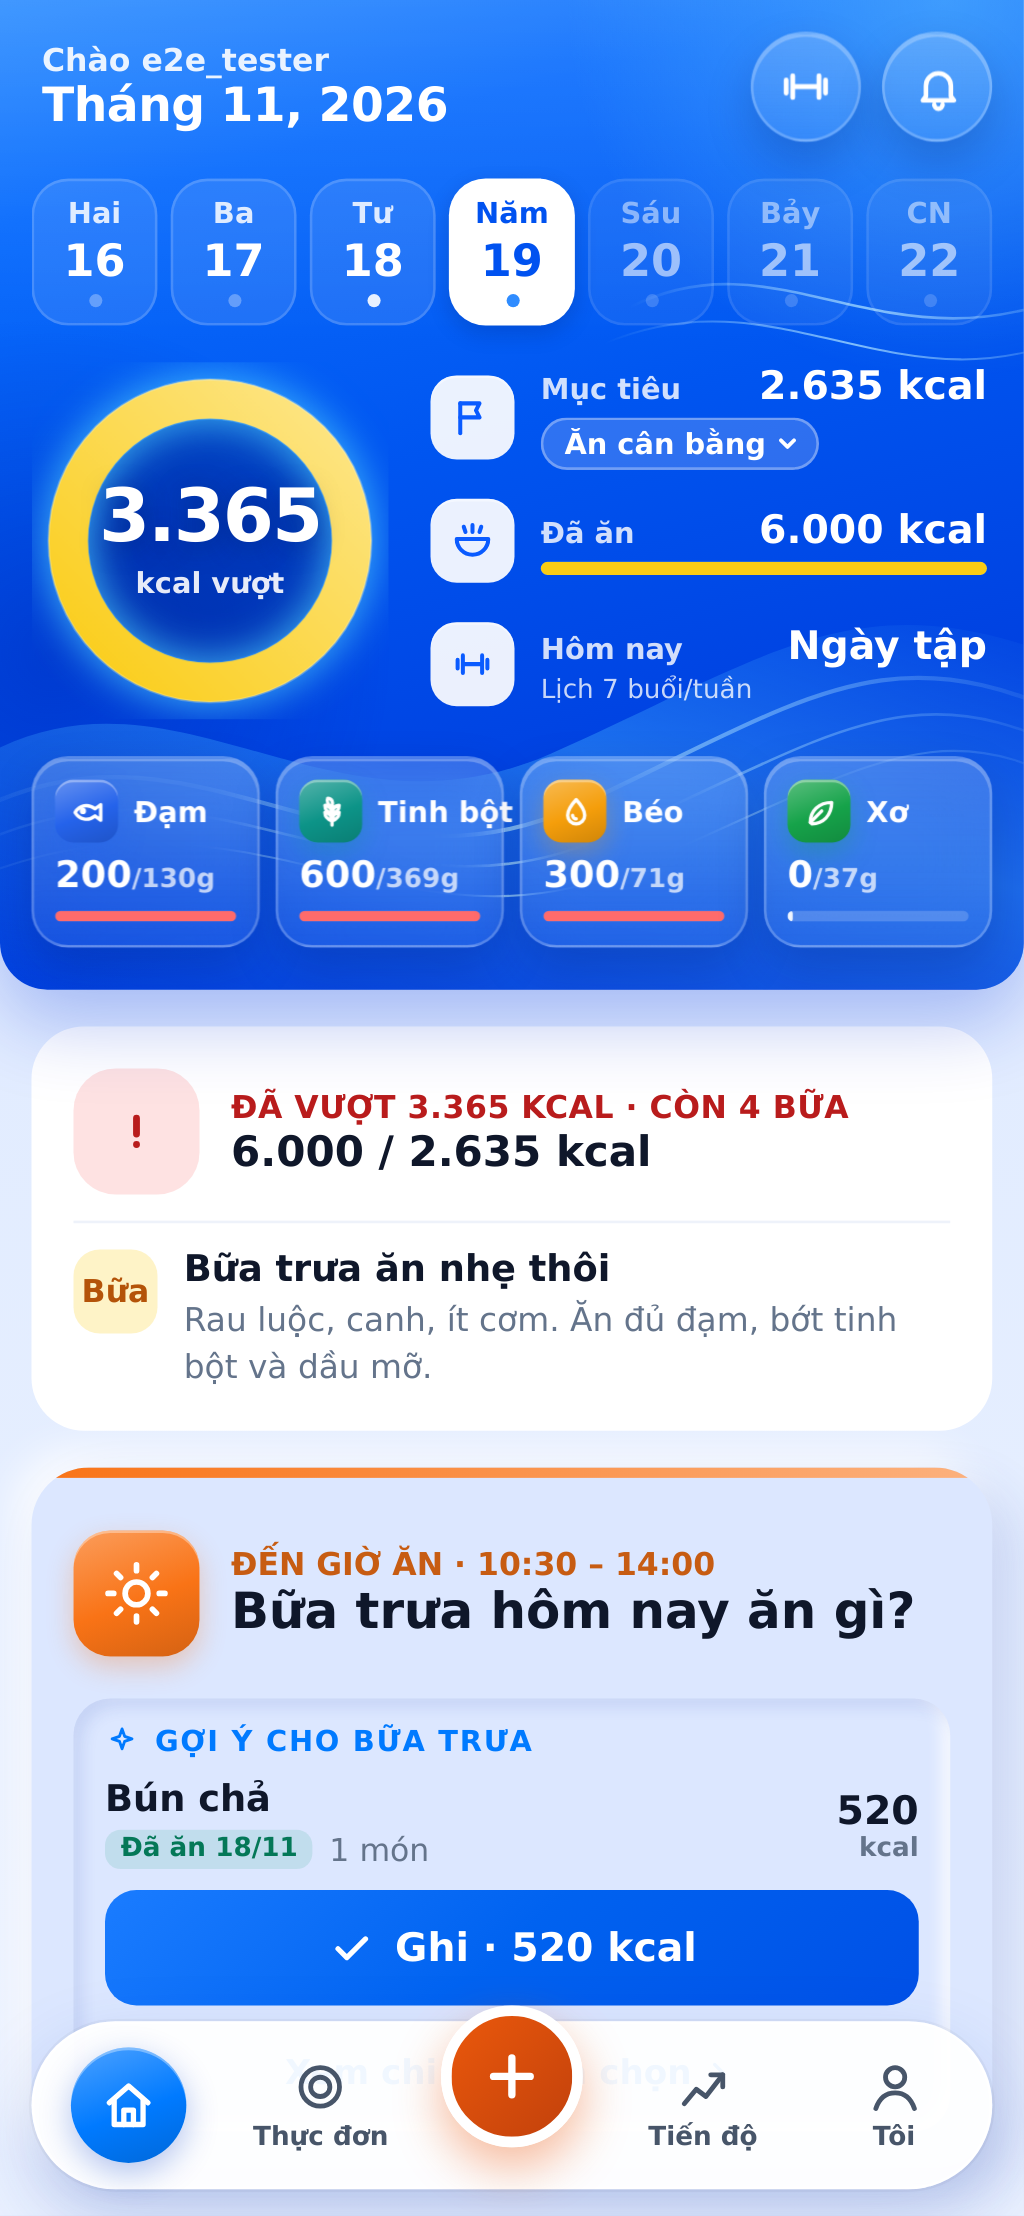 Chào e2e_tester
Tháng 11, 2026
Hai Ba Tư Năm Sáu Bảy CN
16 17 18 19 20 21 22
Mục tiêu 2.635 kcal
Ăn cân bằng
3.365
kcal vượt
Đã ăn 6.000 kcal
Hôm nay Ngày tập
Lịch 7 buổi/tuần
Đạm Tinh bột Béo Xơ
200/130g 600/369g 300/71g 0/37g
ĐÃ VƯỢT 3.365 KCAL · CÒN 4 BỮA
6.000 / 2.635 kcal
Bữa
Bữa trưa ăn nhẹ thôi
Rau luộc, canh, ít cơm. Ăn đủ đạm, bớt tinh
bột và dầu mỡ.
ĐẾN GIỜ ĂN · 10:30 – 14:00
Bữa trưa hôm nay ăn gì?
GỢI Ý CHO BỮA TRƯA
Bún chả 520
Đã ăn 18/11 1 món kcal
Ghi · 520 kcal
chọn
Thực đơn Tiến độ Tôi